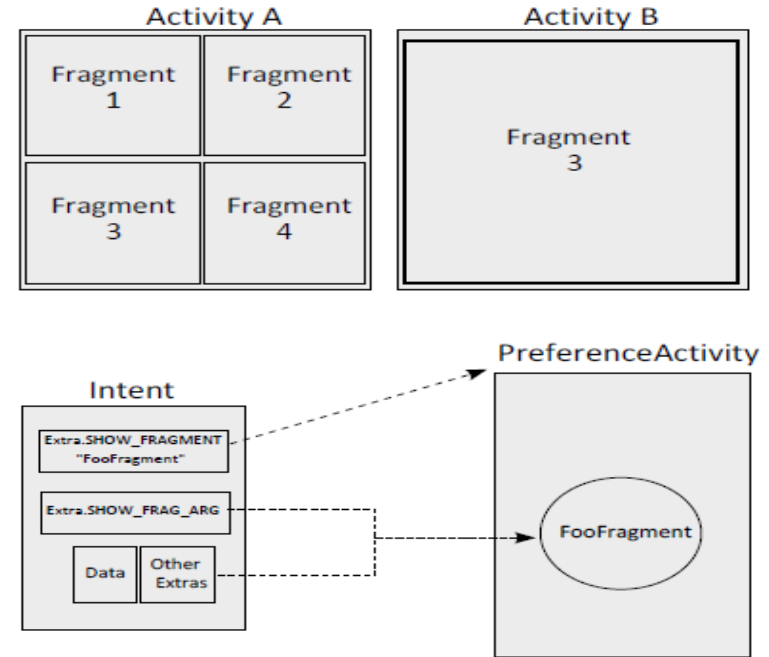 Activity A
Activity B
Fragment
1
Fragment
2
Fragment
3
Fragment
4
Fragment
3
PreferenceActivity
Intent
Extra.SHOW_FRAGMENT
"FooFragment"
Extra.SHOW_FRAG_ARG
Data
Other
Extras
FooFragment